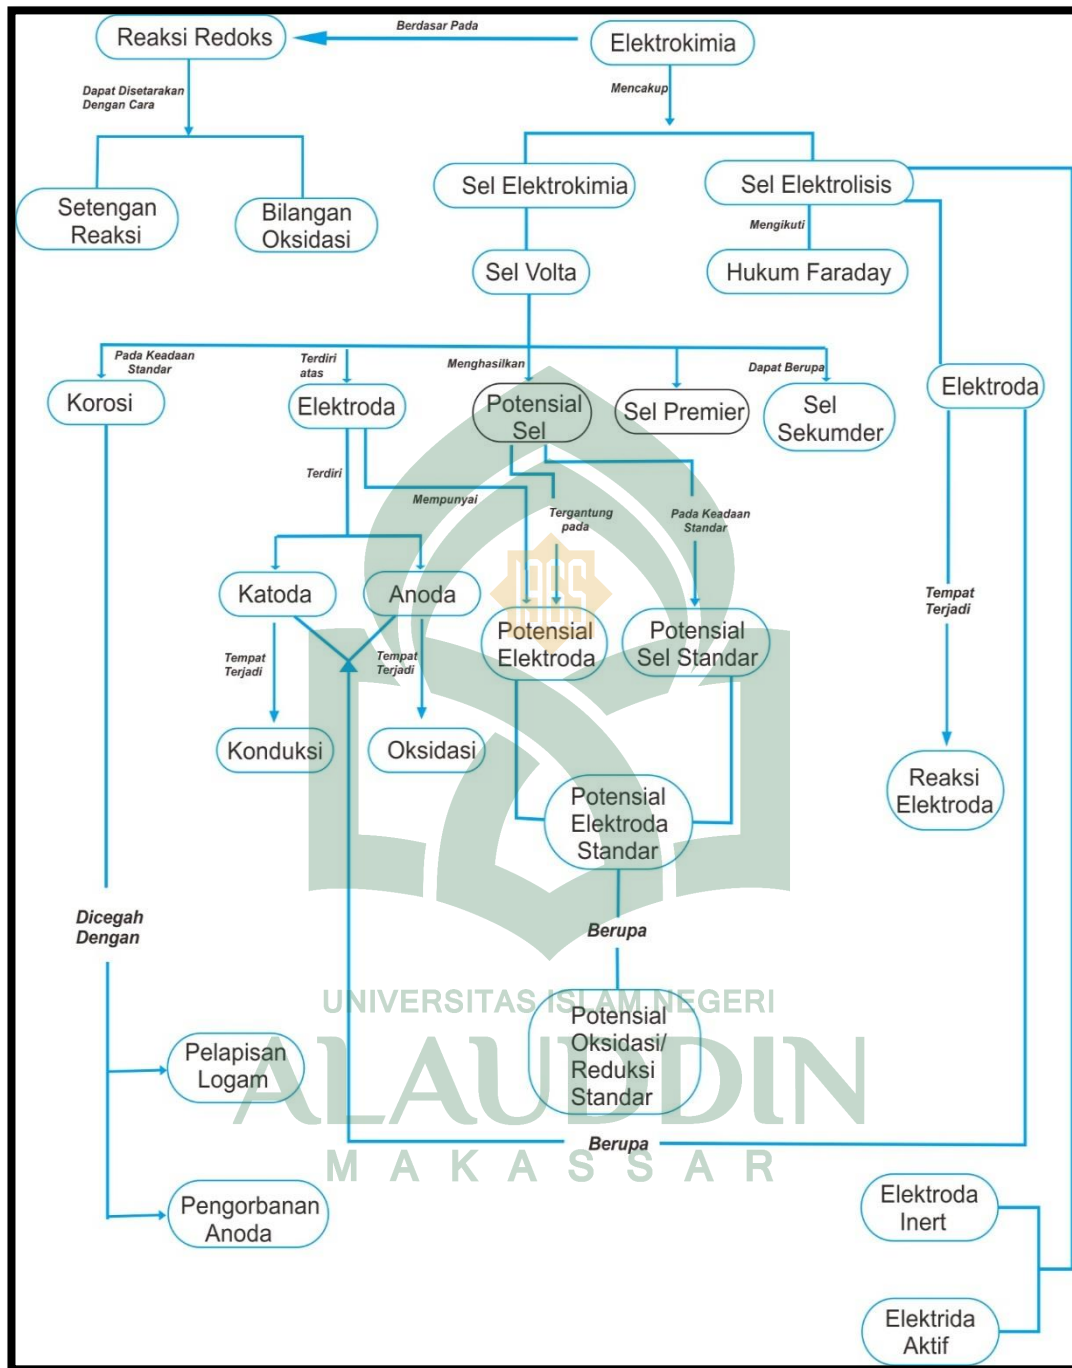 Berdasar Pada
Reaksi Redoks
Elektrokimia
Dapat Disetarakan
Dengan Cara
Mencakup
Setengan
Reaksi
Bilangan
Oksidasi
Sel Elektrokimia
Sel Elektrolisis
Mengikuti
Sel Volta
Hukum Faraday
Pada Keadaan
Standar
Terdiri
atas
Menghasilkan
Dapat Berupa
Korosi
Elektroda
Potensial
Sel
Sel Premier
Sel
Sekumder
Elektroda
Terdiri
Mempunyai
Tergantung
pada
Pada Keadaan
Standar
Katoda
Anoda
Tempat
Terjadi
Potensial
Elektroda
Potensial
Sel Standar
Tempat
Terjadi
Tempat
Terjadi
Konduksi
Oksidasi
Reaksi
Elektroda
Potensial
Elektroda
Standar
Dicegah
Dengan
Berupa
UNIVERSITAS ISLAM NEGERI
Potensial
Oksidasi/
Reduksi
Standar
Pelapisan
Logam
ALAUDDIN
Berupa
MAKASSAR
Pengorbanan
Anoda
Elektroda
Inert
Elektrida
Aktif